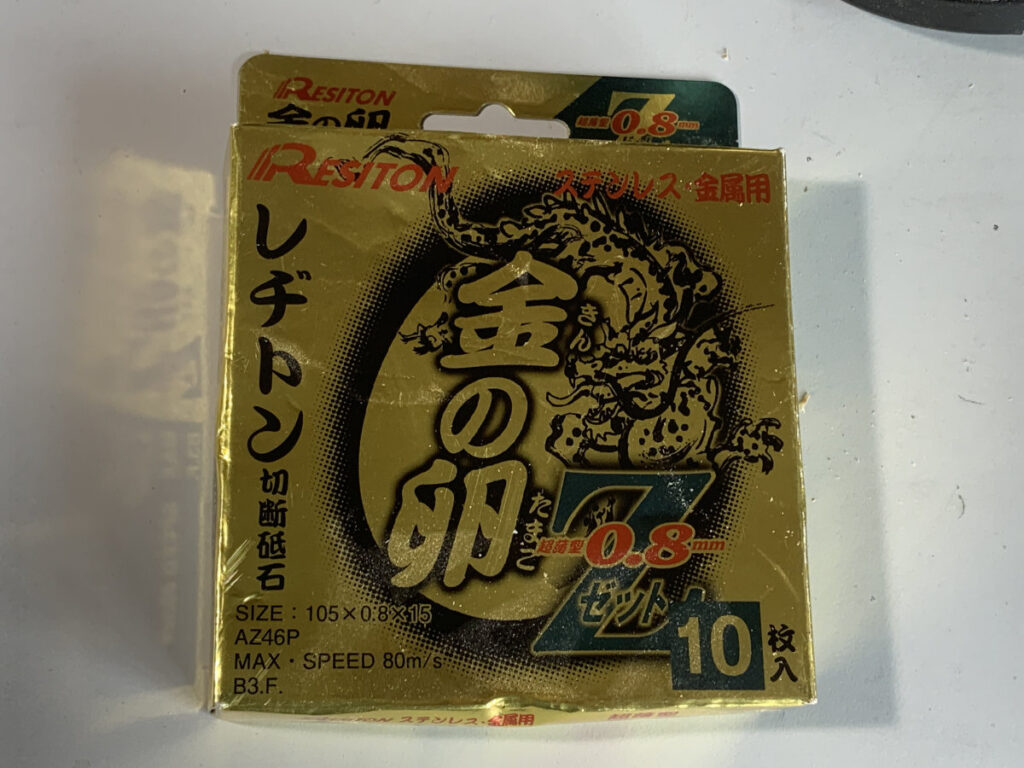 RESITON
金の卵
Z
超薄型0.8mm
RESITON
ステンレス・金属用
レヂトン
切断砥石
金の卵
きん
たまご
Z
超薄型 0.8mm
ゼット
SIZE : 105×0.8×15
AZ46P
MAX・SPEED 80m/s
B3.F.
10
枚入
RESITON ステンレス・金属用
超薄型